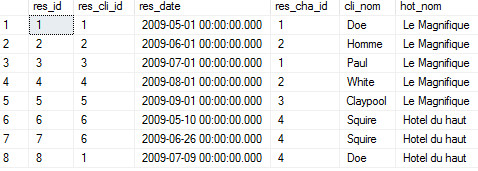 res_id res_cli_id res_date res_cha_id cli_nom hot_nom
1 1 1 2009-05-01 00:00:00.000 1 Doe Le Magnifique
2 2 2 2009-06-01 00:00:00.000 2 Homme Le Magnifique
3 3 3 2009-07-01 00:00:00.000 1 Paul Le Magnifique
4 4 4 2009-08-01 00:00:00.000 2 White Le Magnifique
5 5 5 2009-09-01 00:00:00.000 3 Claypool Le Magnifique
6 6 6 2009-05-10 00:00:00.000 4 Squire Hotel du haut
7 7 6 2009-06-26 00:00:00.000 4 Squire Hotel du haut
8 8 1 2009-07-09 00:00:00.000 4 Doe Hotel du haut